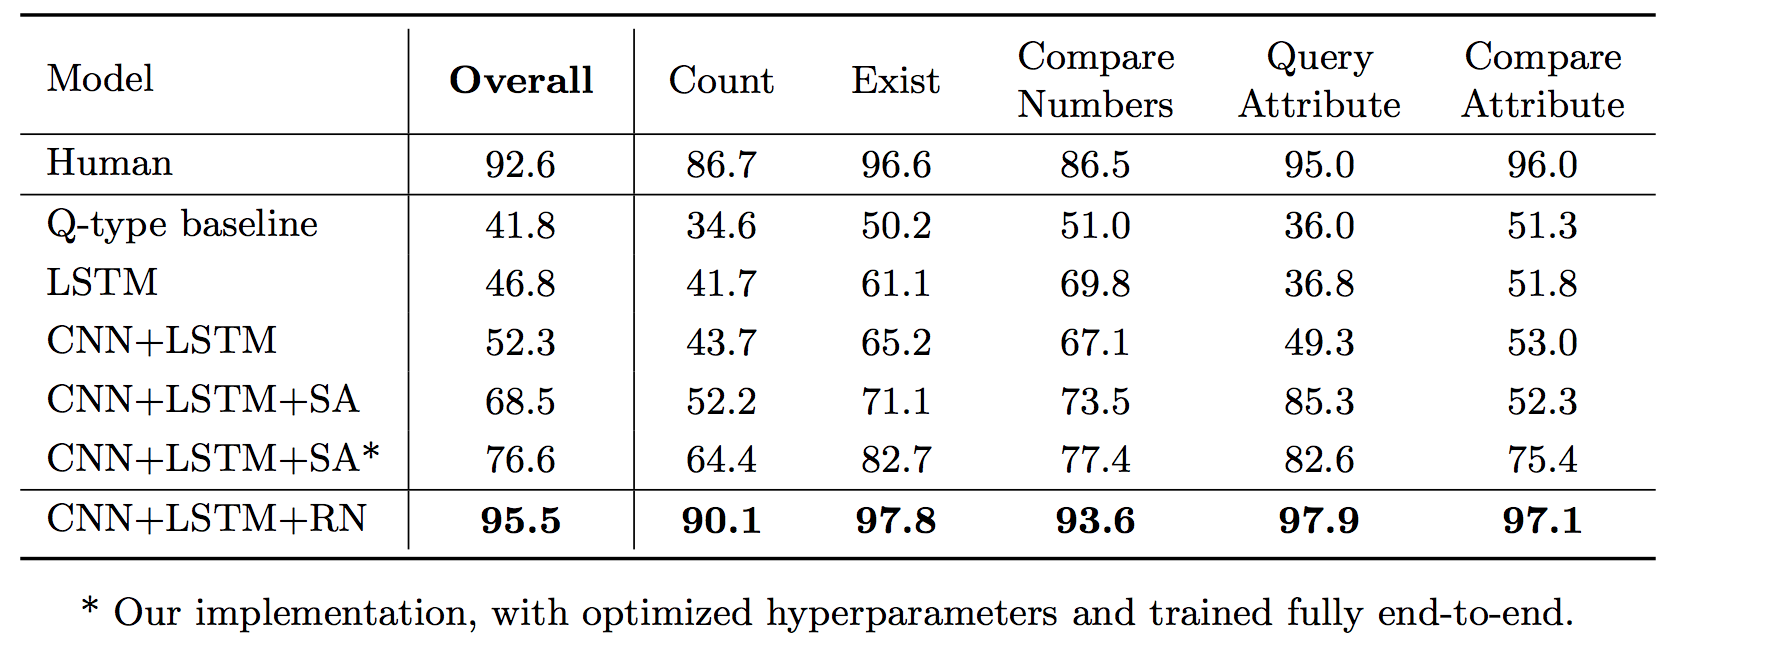 Model Overall Count Exist Compare Numbers Query Attribute Compare Attribute
Human 92.6 86.7 96.6 86.5 95.0 96.0
Q-type baseline 41.8 34.6 50.2 51.0 36.0 51.3
LSTM 46.8 41.7 61.1 69.8 36.8 51.8
CNN+LSTM 52.3 43.7 65.2 67.1 49.3 53.0
CNN+LSTM+SA 68.5 52.2 71.1 73.5 85.3 52.3
CNN+LSTM+SA* 76.6 64.4 82.7 77.4 82.6 75.4
CNN+LSTM+RN 95.5 90.1 97.8 93.6 97.9 97.1
* Our implementation, with optimized hyperparameters and trained fully end-to-end.